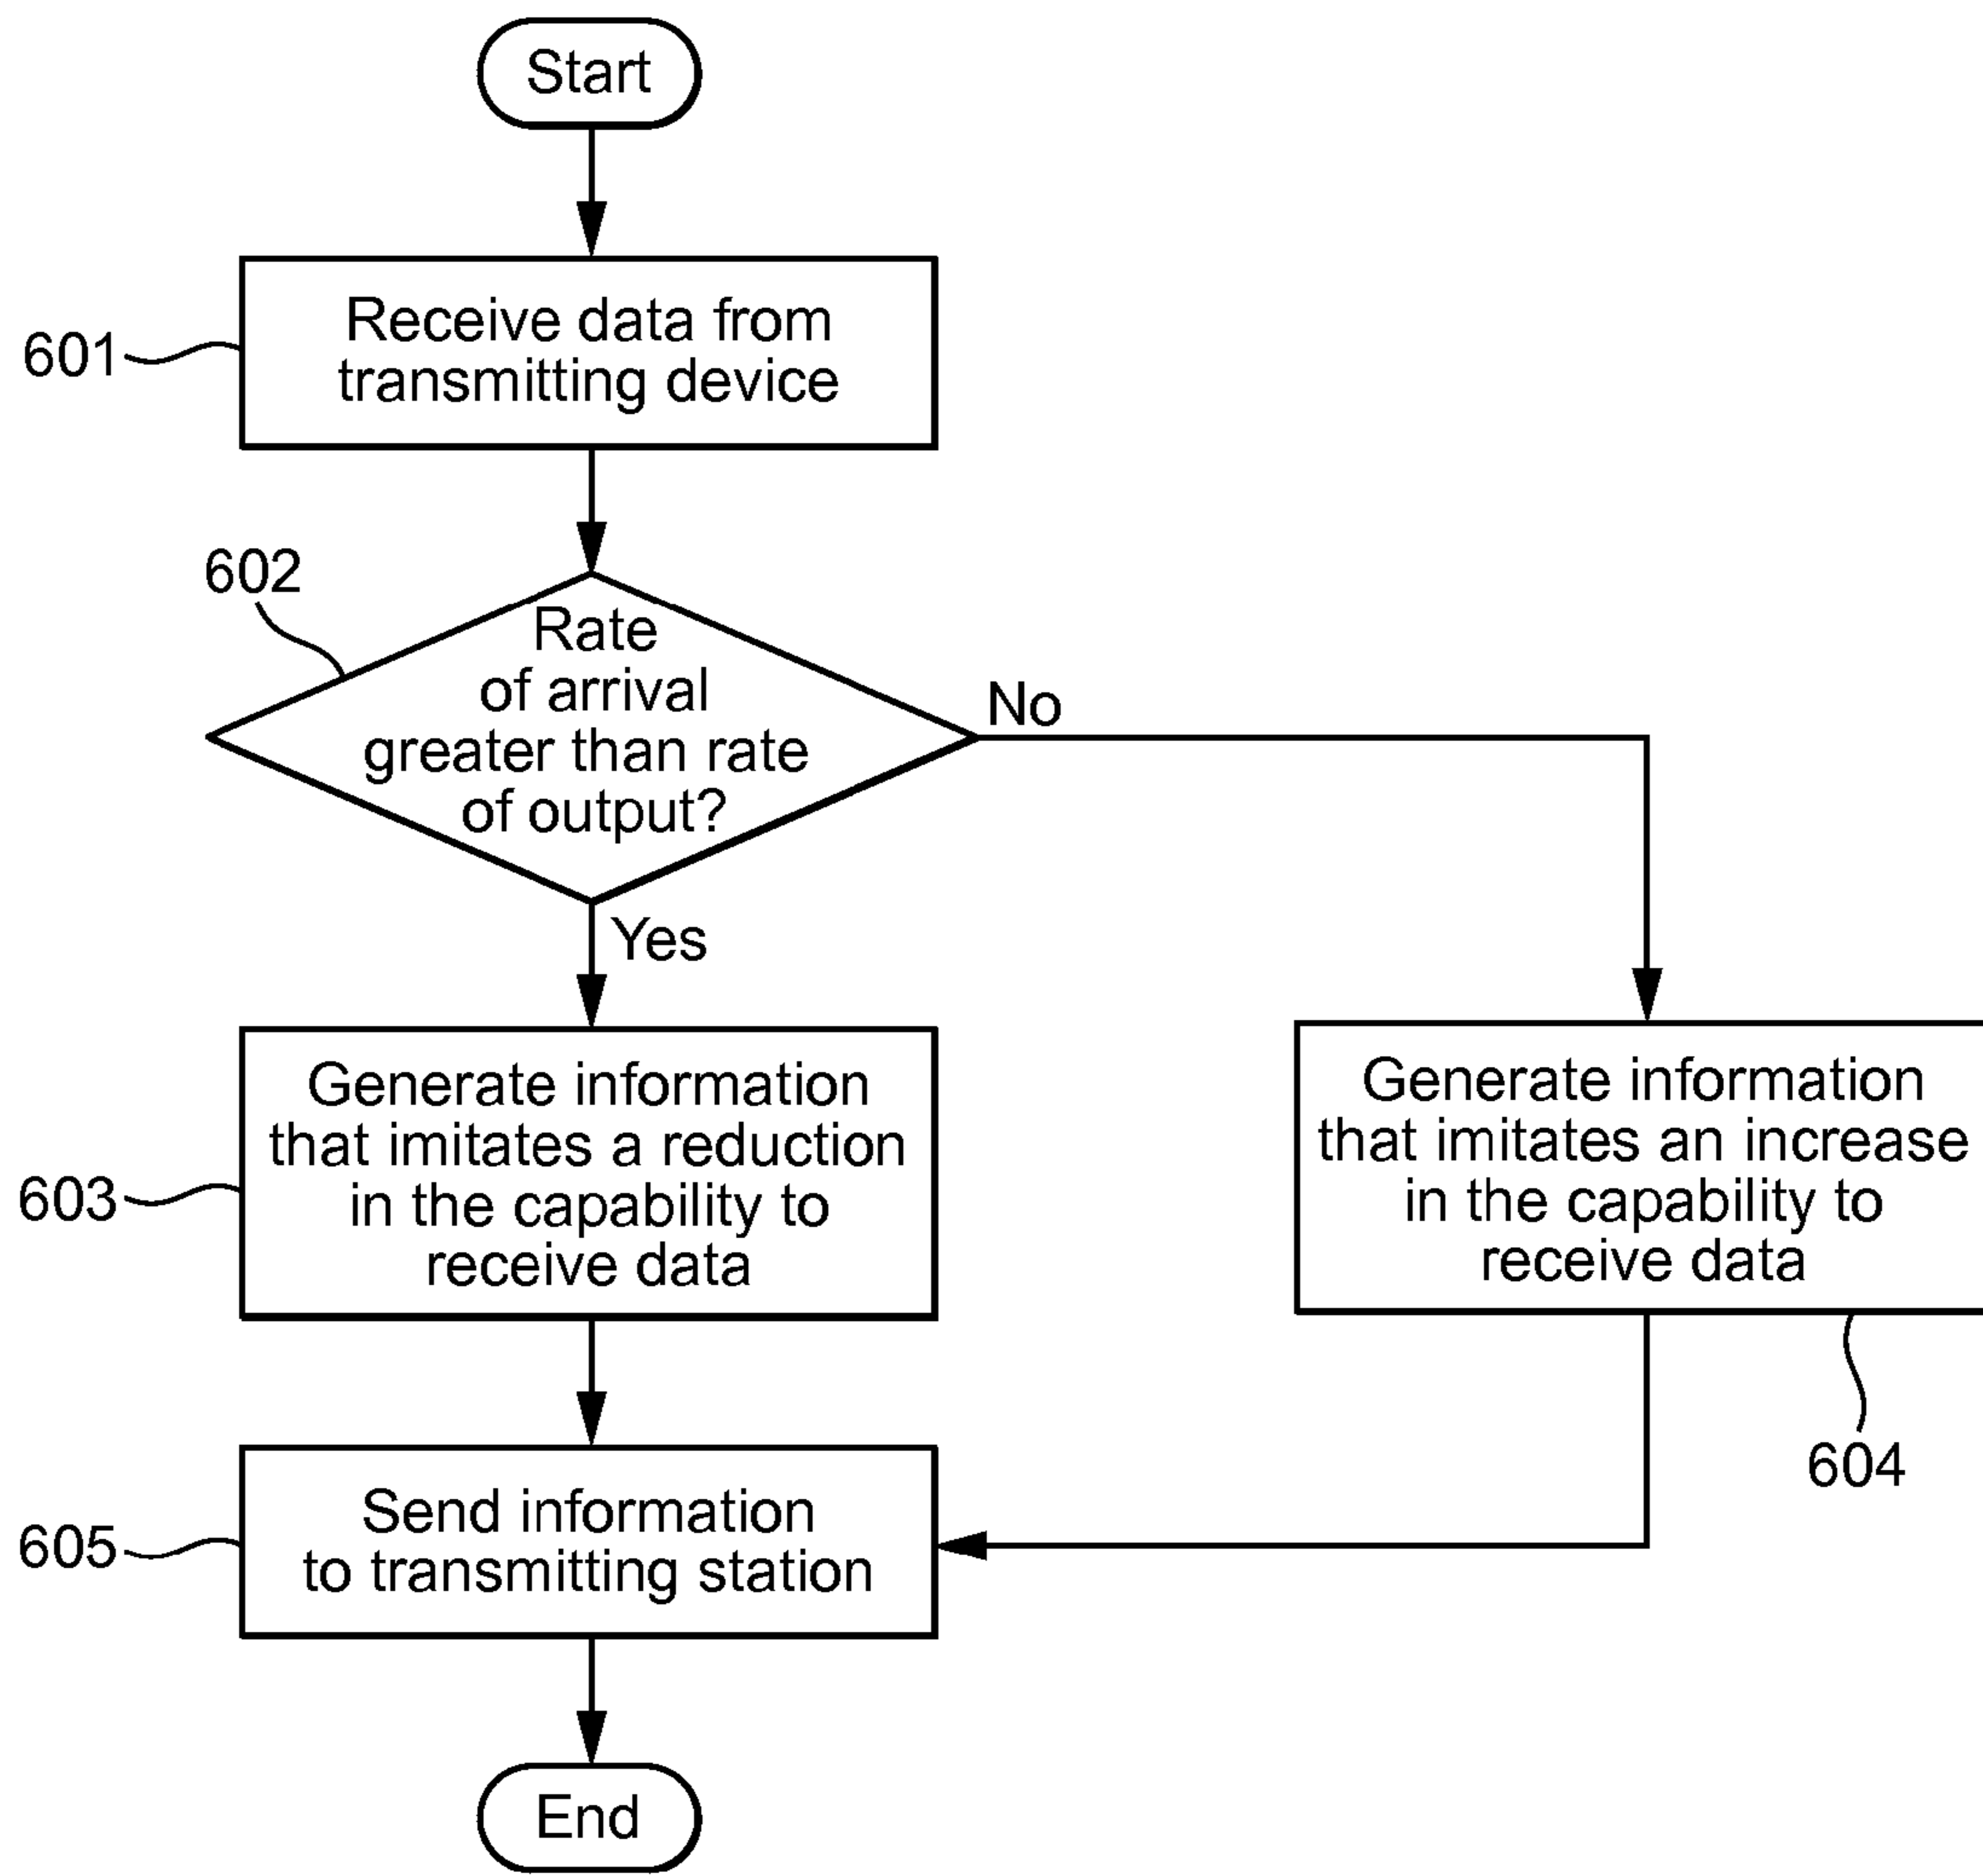 Start
601
Receive data from
transmitting device
602
Rate
of arrival
greater than rate
of output?
No
Yes
603
Generate information
that imitates a reduction
in the capability to
receive data
Generate information
that imitates an increase
in the capability to
receive data
604
605
Send information
to transmitting station
End